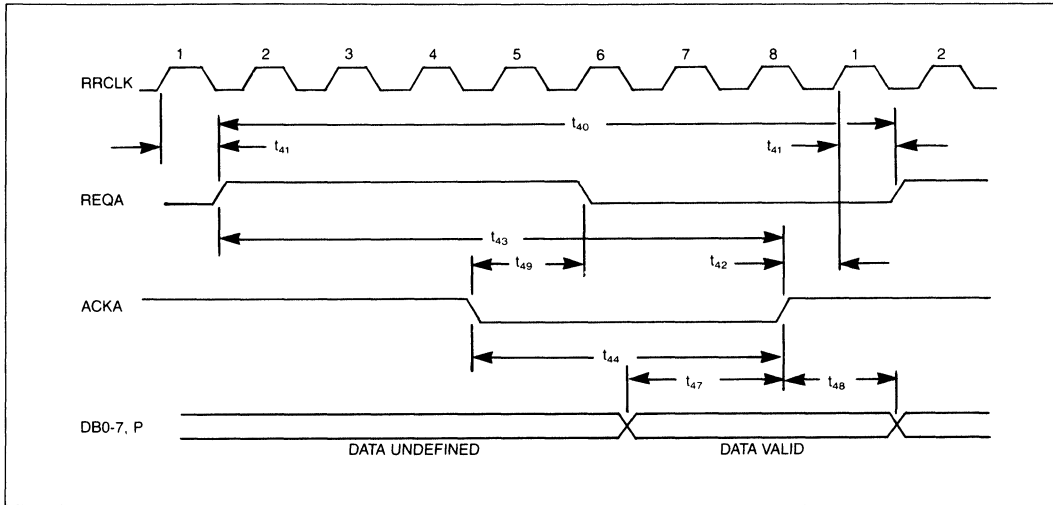 1 2 3 4 5 6 7 8 1 2
RRCLK
t40
t41 t41
REQA
t43
t49 t42
ACKA
t44
t47 t48
DB0-7, P
DATA UNDEFINED DATA VALID